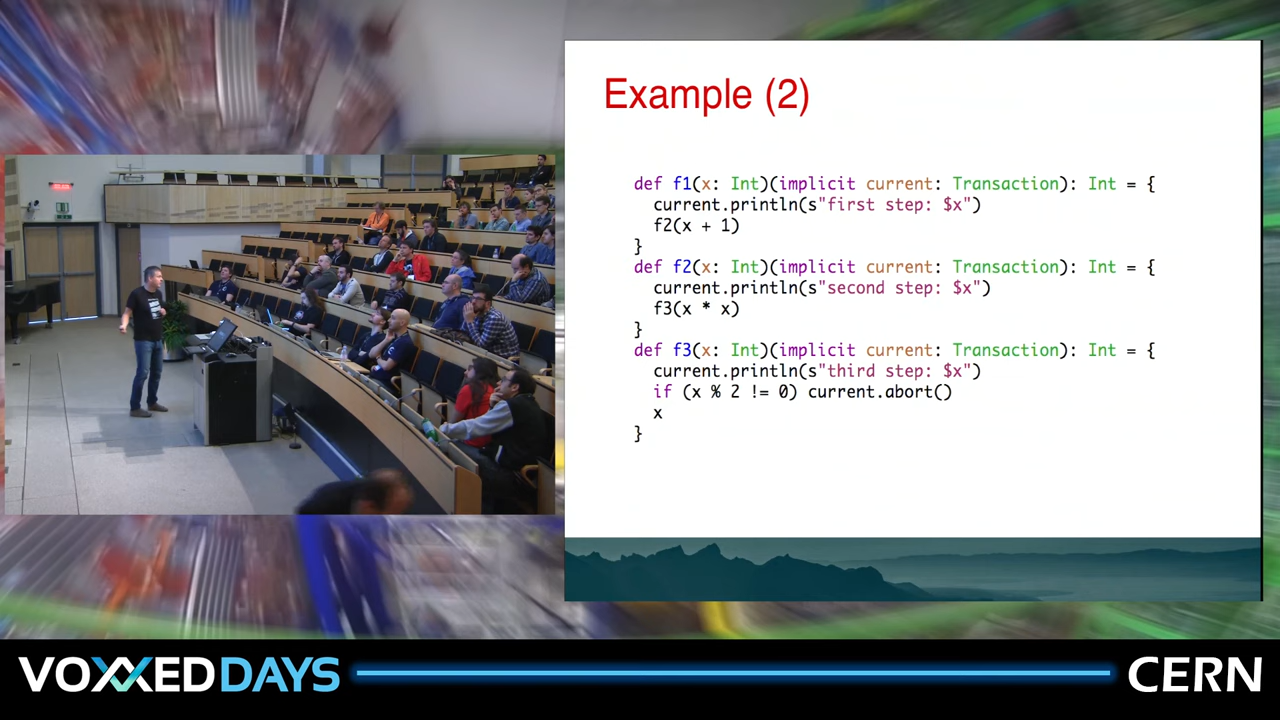 Example (2)
def f1(x: Int)(implicit current: Transaction): Int = {
  current.println(s"first step: $x")
  f2(x + 1)
}
def f2(x: Int)(implicit current: Transaction): Int = {
  current.println(s"second step: $x")
  f3(x * x)
}
def f3(x: Int)(implicit current: Transaction): Int = {
  current.println(s"third step: $x")
  if (x % 2 != 0) current.abort()
  x
}
VOXXED DAYS
CERN